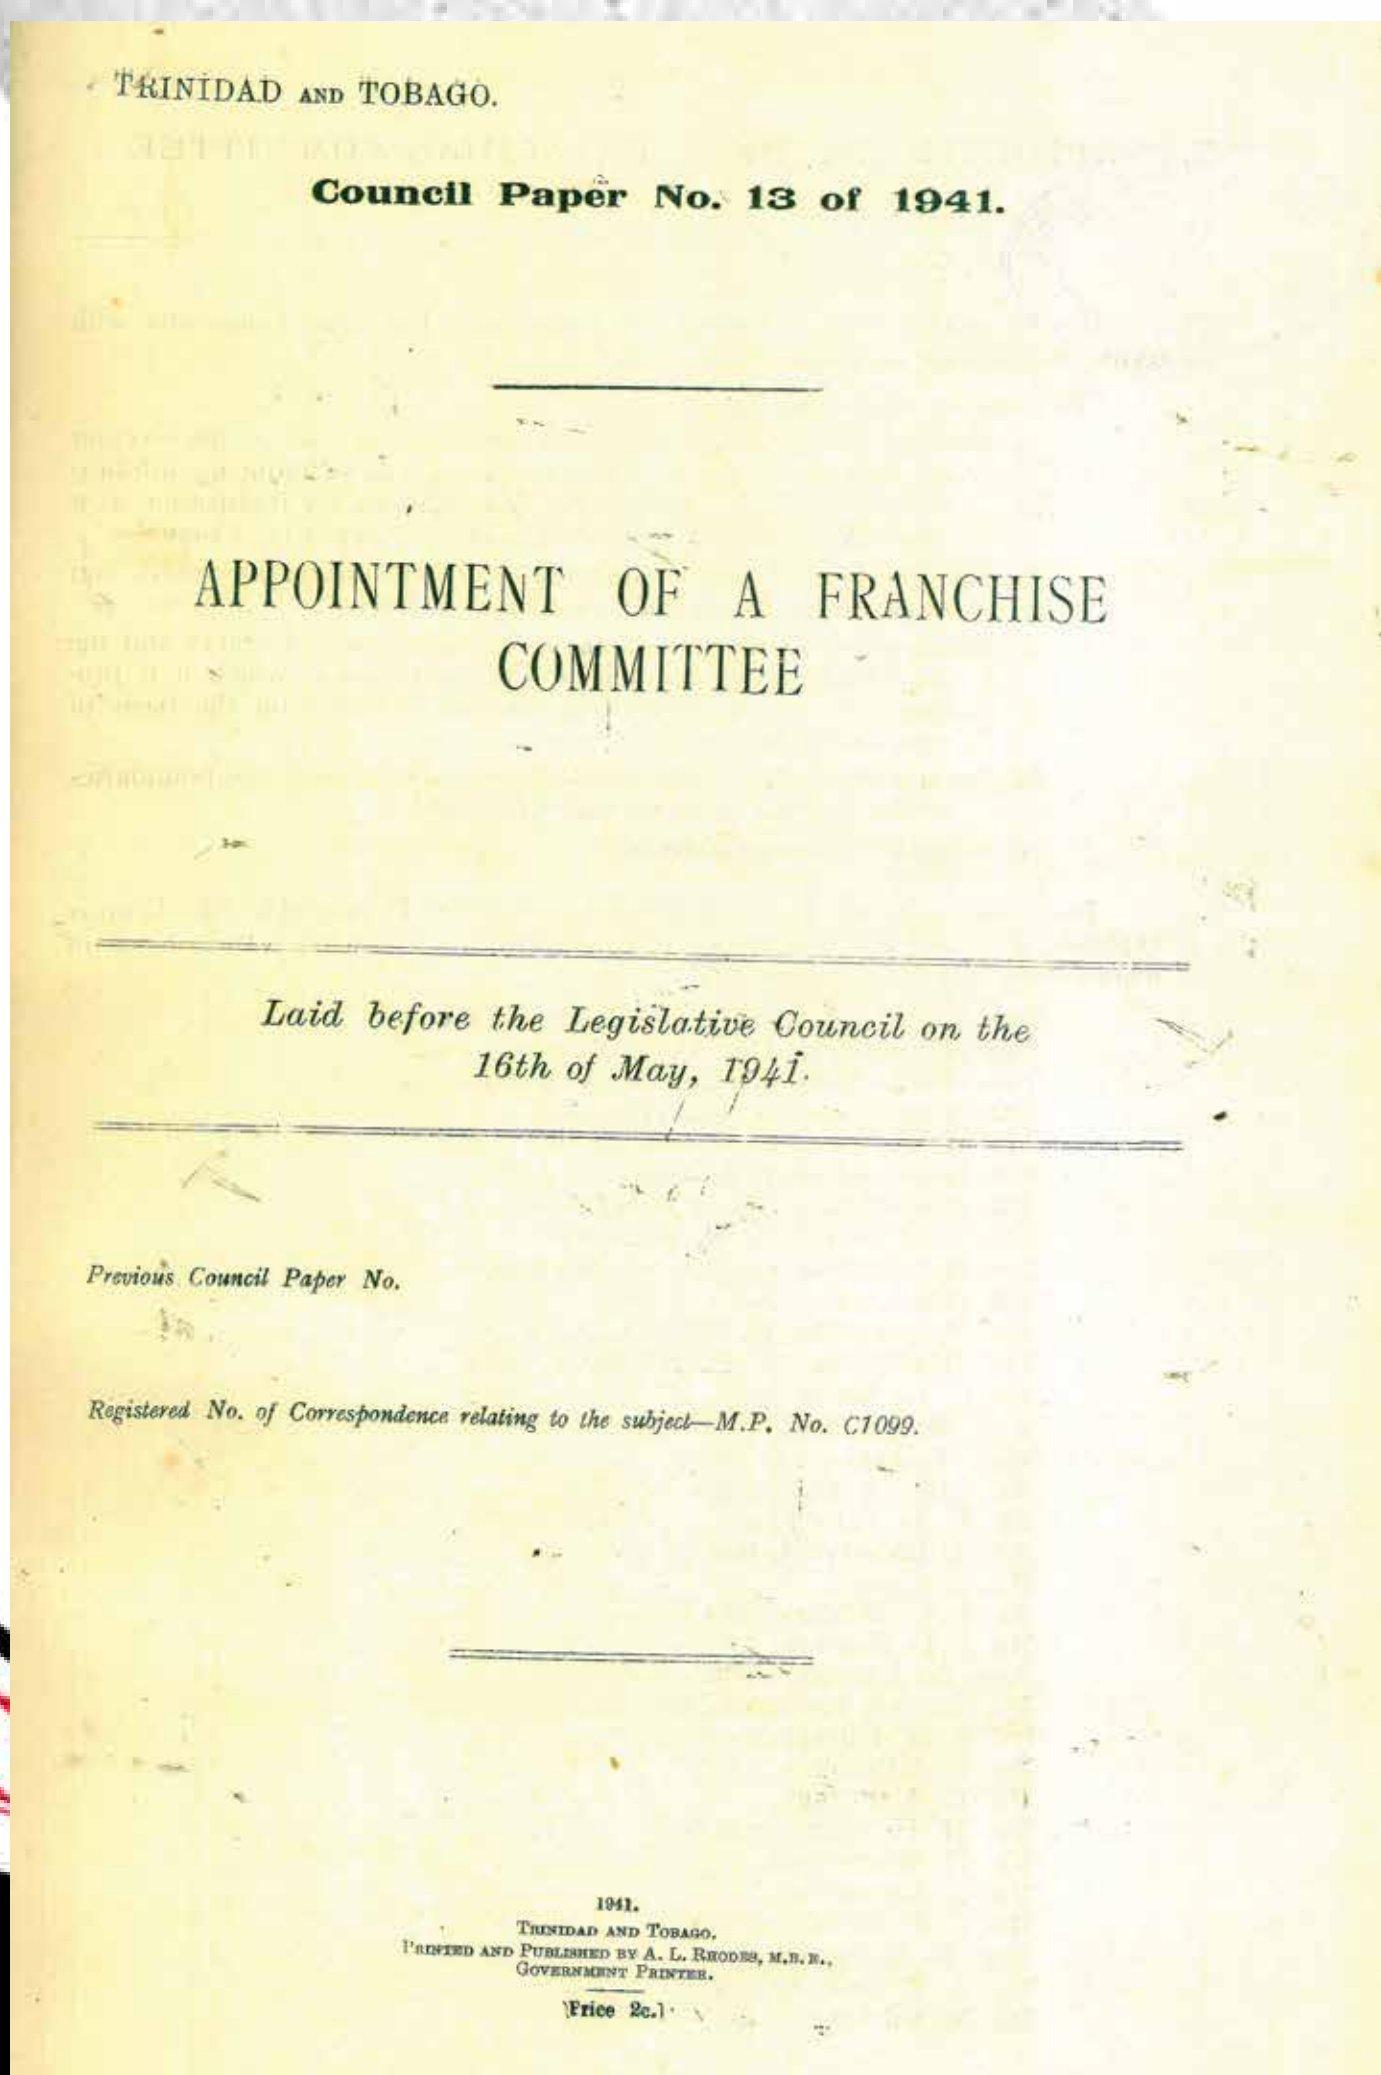 TRINIDAD AND TOBAGO.
Council Paper No. 13 of 1941.
APPOINTMENT OF A FRANCHISE
COMMITTEE
Laid before the Legislative Council on the
16th of May, 1941.
Previous Council Paper No.
Registered No. of Correspondence relating to the subject—M.P. No. C1099.
1941.
TRINIDAD AND TOBAGO.
PRINTED AND PUBLISHED BY A. L. RHODES, M.B.E.,
GOVERNMENT PRINTER.
[Price 2c.]